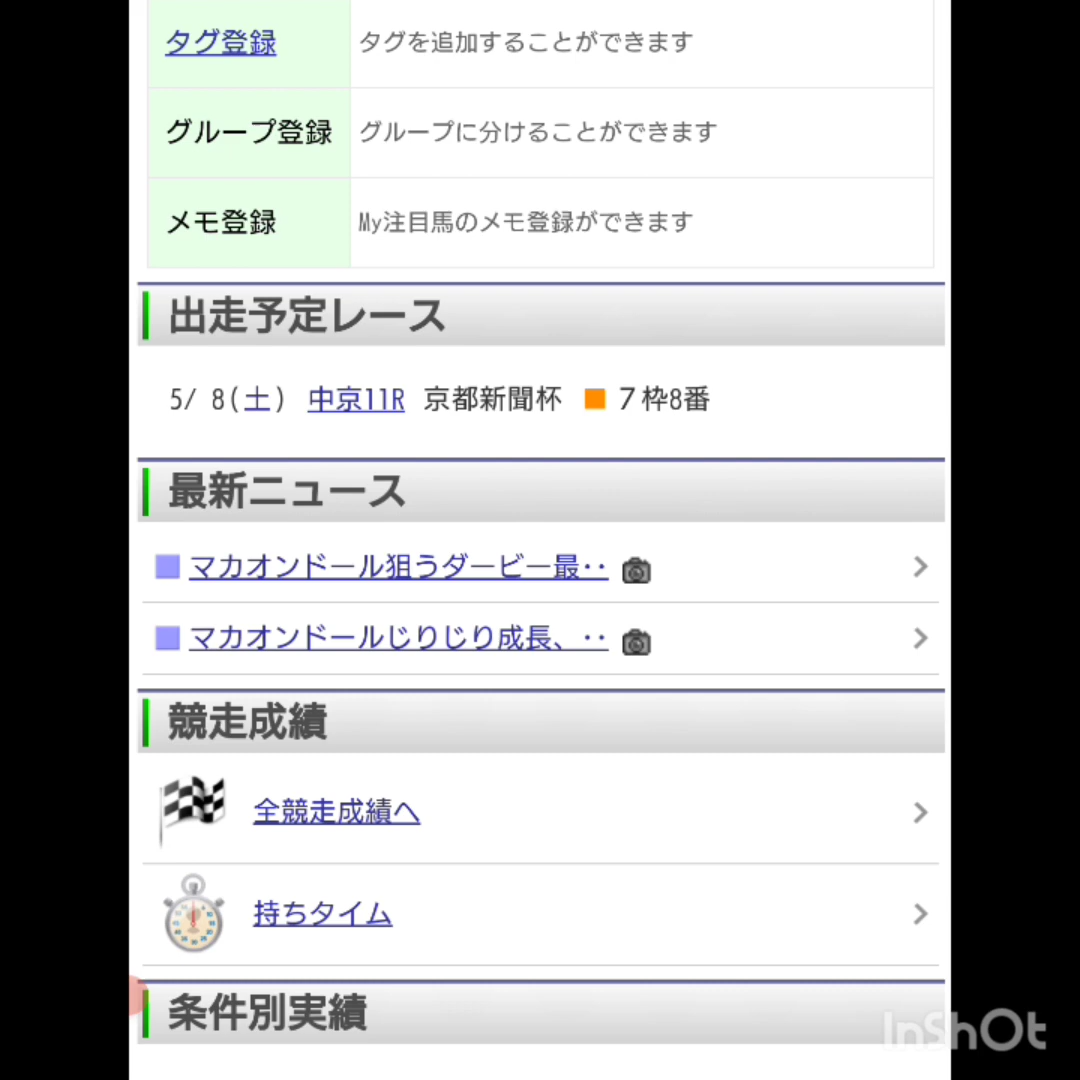 タグ登録 タグを追加することができます
グループ登録 グループに分けることができます
メモ登録 My注目馬のメモ登録ができます
出走予定レース
5/ 8(土) 中京11R 京都新聞杯 7枠8番
最新ニュース
マカオンドール狙うダービー最‥
マカオンドールじりじり成長、‥
競走成績
全競走成績へ
持ちタイム
条件別実績
InShOt